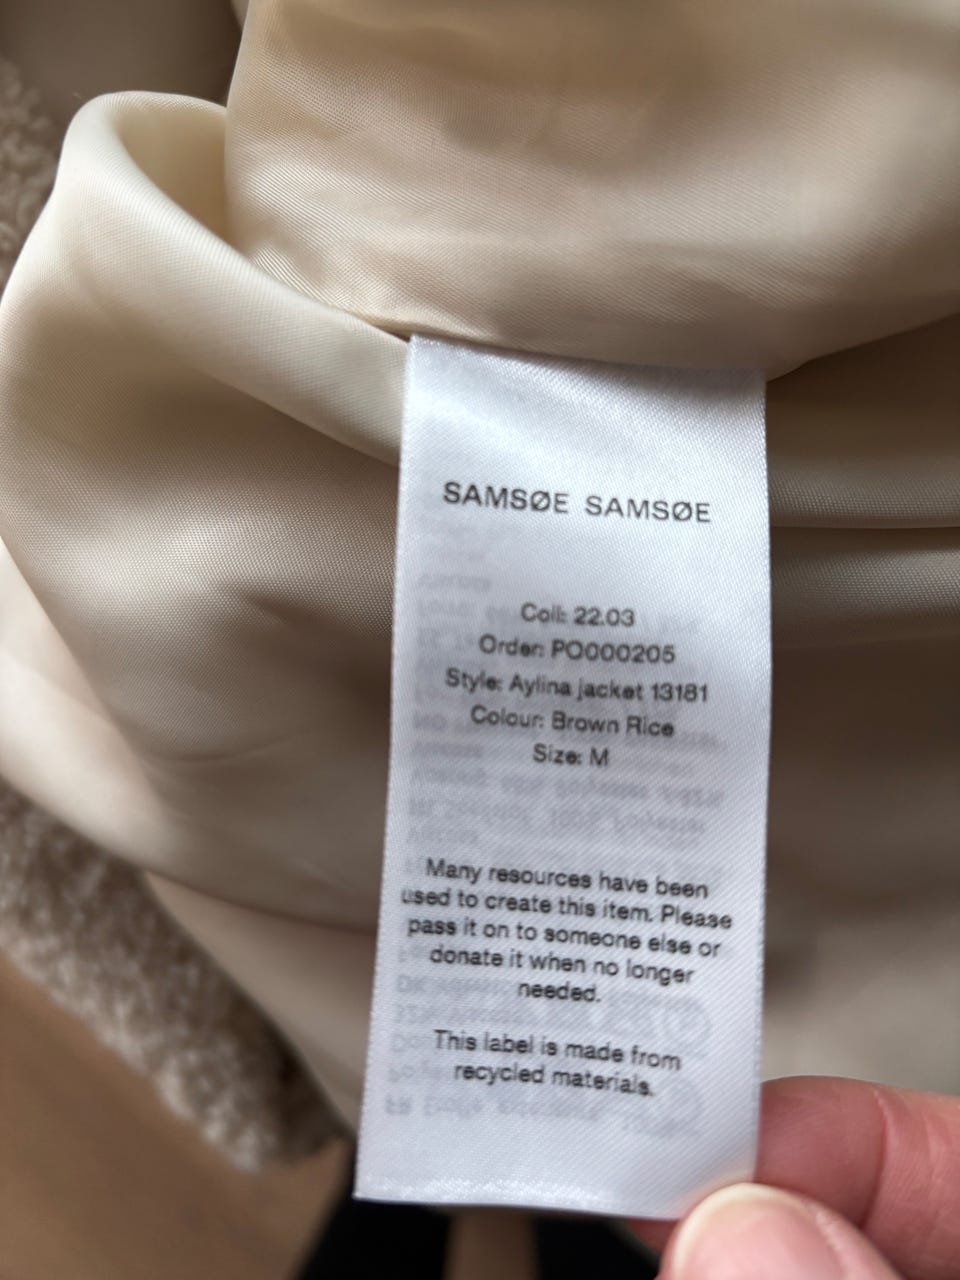 SAMSØE SAMSØE
Coll: 22.03
Order: PO000205
Style: Aylina jacket 13181
Colour: Brown Rice
Size: M
Many resources have been
used to create this item. Please
pass it on to someone else or
donate it when no longer
needed.
This label is made from
recycled materials.